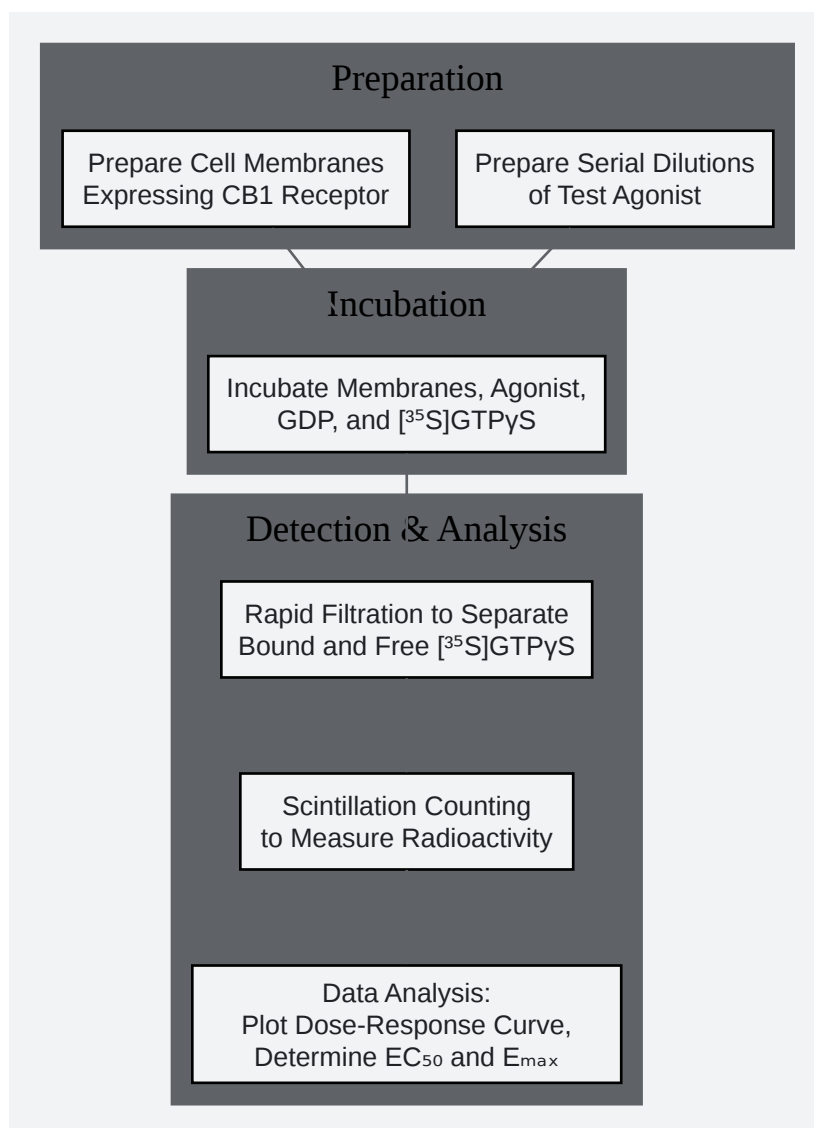 Preparation
Prepare Cell Membranes
Expressing CB1 Receptor
Prepare Serial Dilutions
of Test Agonist
Incubation
Incubate Membranes, Agonist,
GDP, and [³⁵S]GTPγS
Detection & Analysis
Rapid Filtration to Separate
Bound and Free [³⁵S]GTPγS
Scintillation Counting
to Measure Radioactivity
Data Analysis:
Plot Dose-Response Curve,
Determine EC₅₀ and Eₘₐₓ